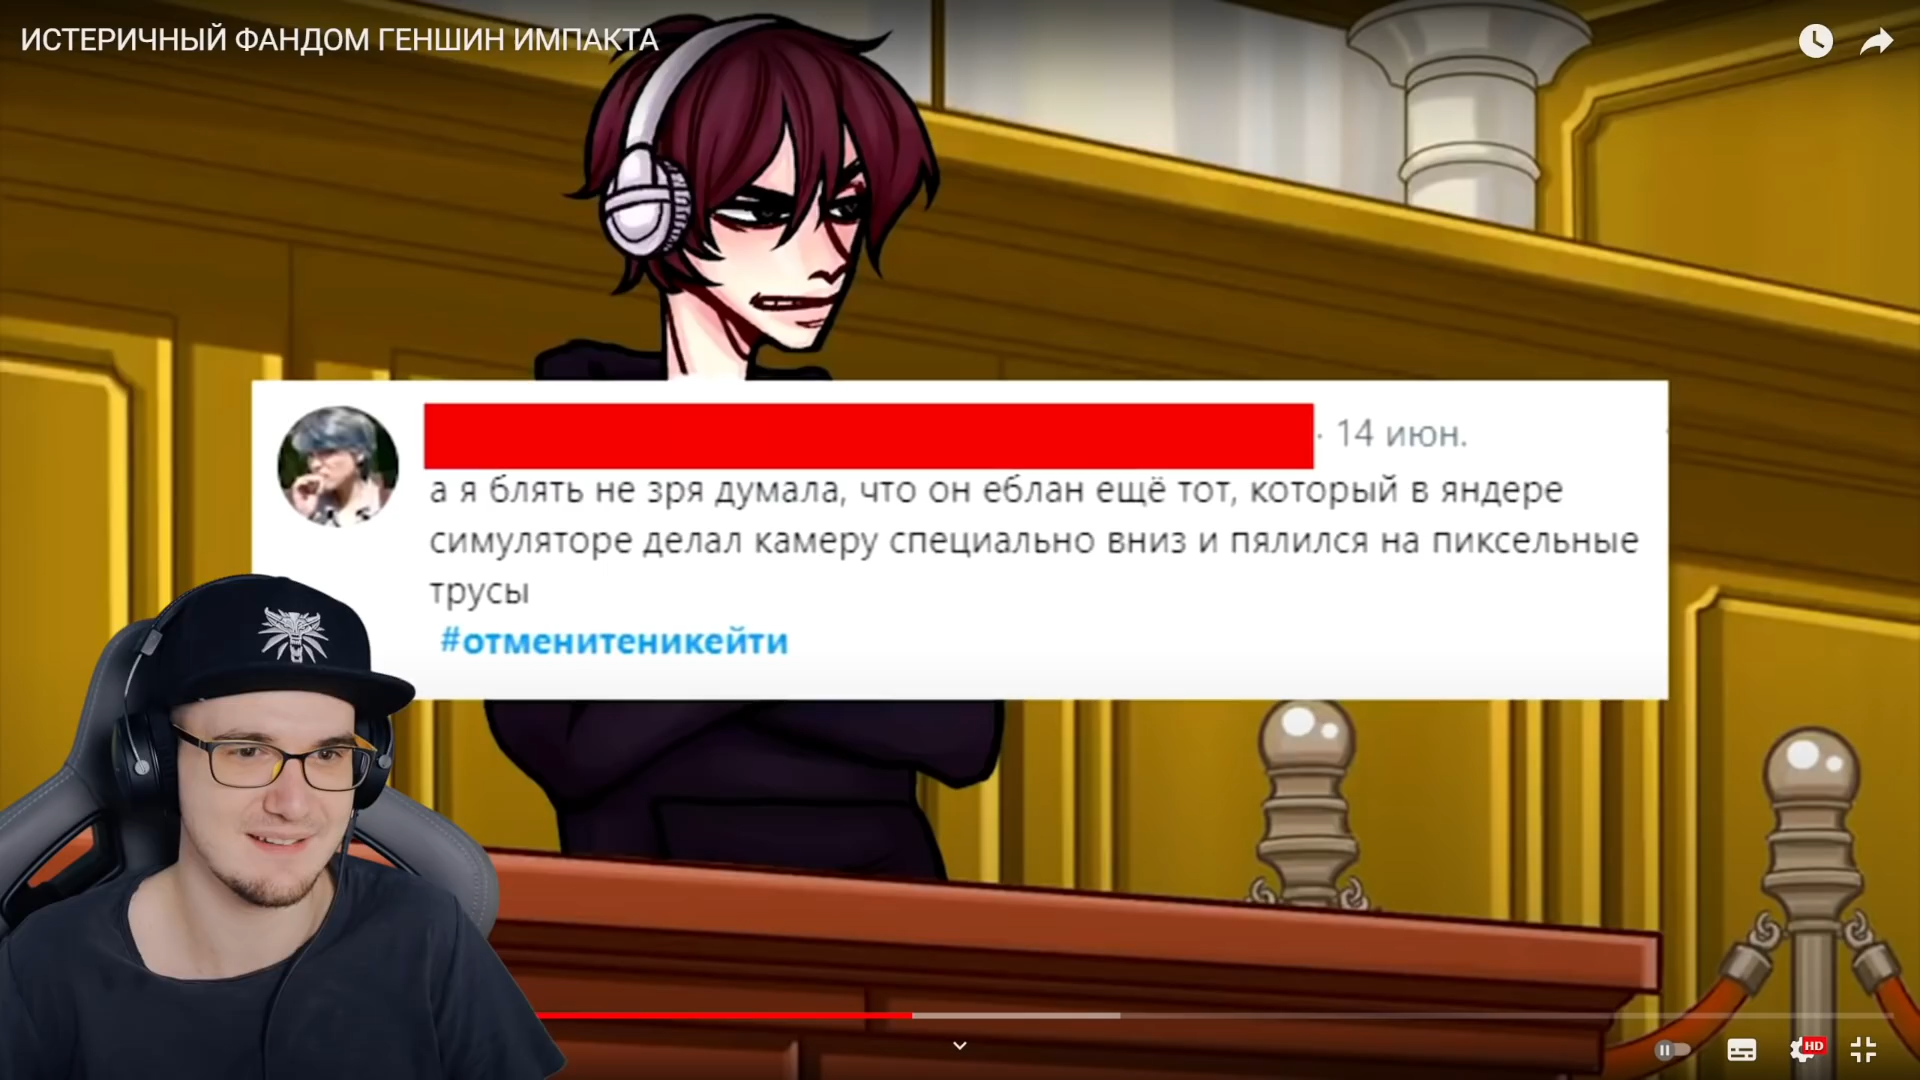 ИСТЕРИЧНЫЙ ФАНДОМ ГЕНШИН ИМПАКТА
· 14 июн.
а я блять не зря думала, что он еблан ещё тот, который в яндере
симуляторе делал камеру специально вниз и пялился на пиксельные
трусы
#отменитеникейти
HD